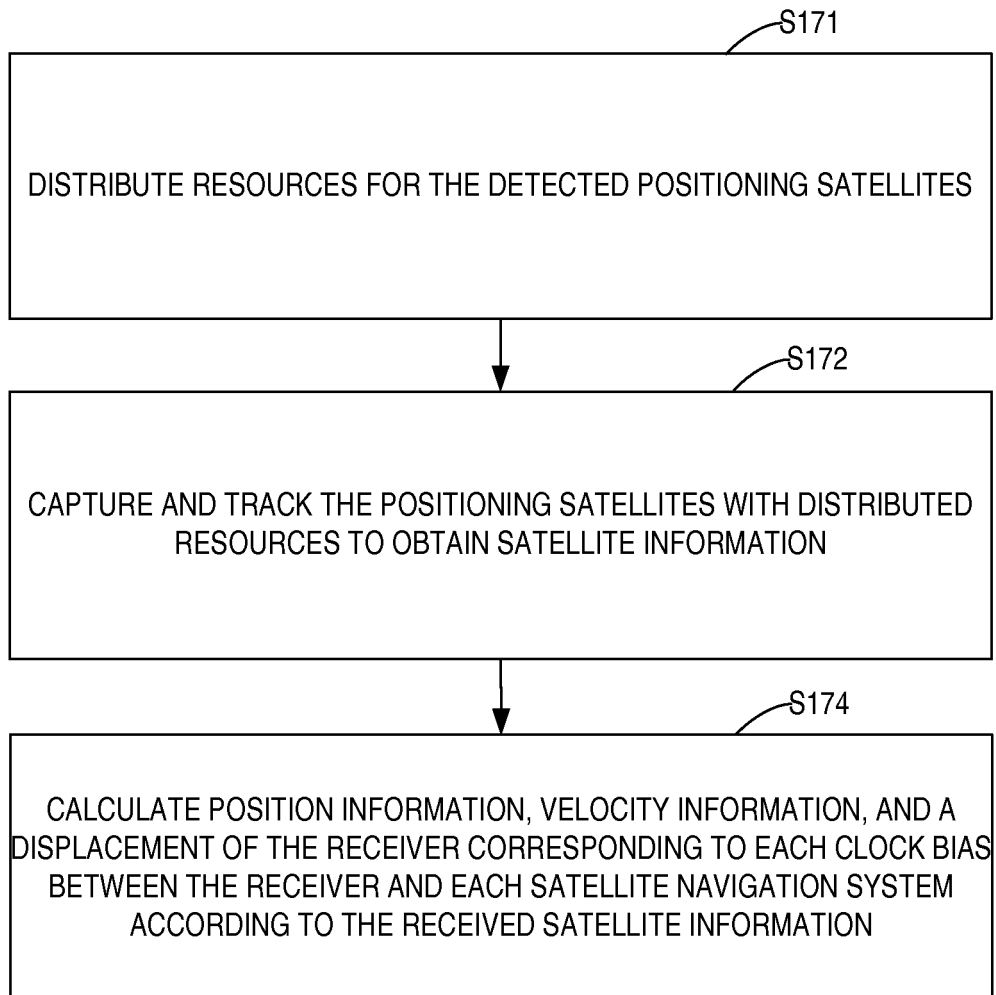 S171
DISTRIBUTE RESOURCES FOR THE DETECTED POSITIONING SATELLITES
S172
CAPTURE AND TRACK THE POSITIONING SATELLITES WITH DISTRIBUTED
RESOURCES TO OBTAIN SATELLITE INFORMATION
S174
CALCULATE POSITION INFORMATION, VELOCITY INFORMATION, AND A
DISPLACEMENT OF THE RECEIVER CORRESPONDING TO EACH CLOCK BIAS
BETWEEN THE RECEIVER AND EACH SATELLITE NAVIGATION SYSTEM
ACCORDING TO THE RECEIVED SATELLITE INFORMATION